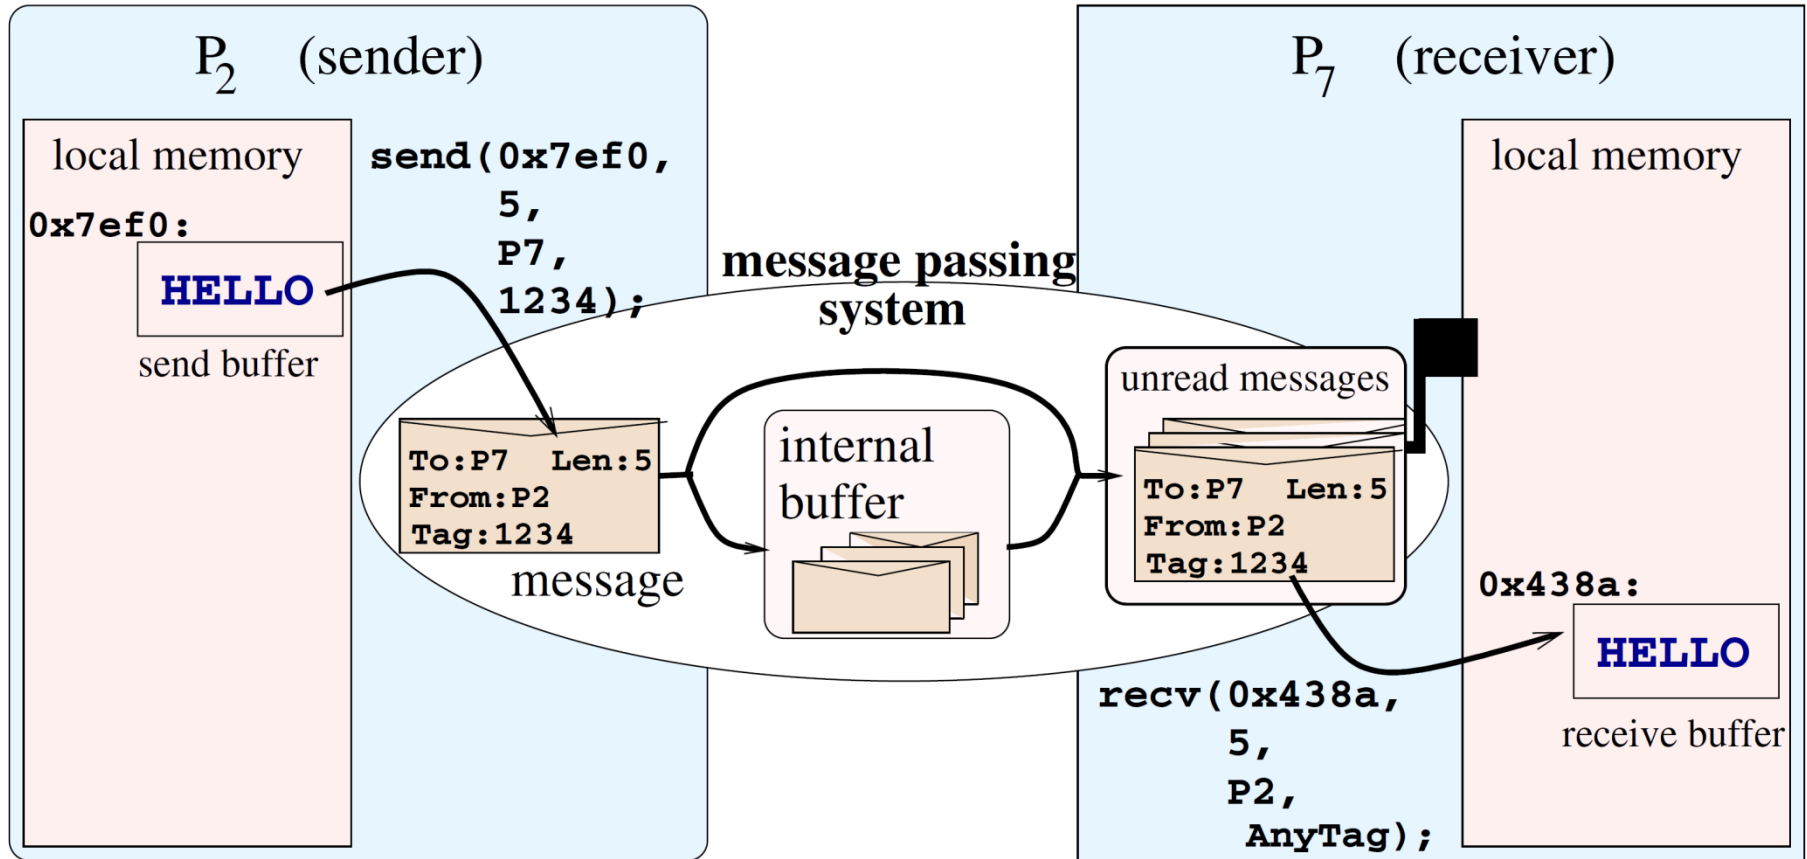 P2 (sender)
local memory
0x7ef0:
HELLO
send buffer
send(0x7ef0,
5,
P7,
1234);
message passing
system
To:P7 Len:5
From:P2
Tag:1234
message
internal
buffer
unread messages
To:P7 Len:5
From:P2
Tag:1234
P7 (receiver)
local memory
0x438a:
HELLO
receive buffer
recv(0x438a,
5,
P2,
AnyTag);